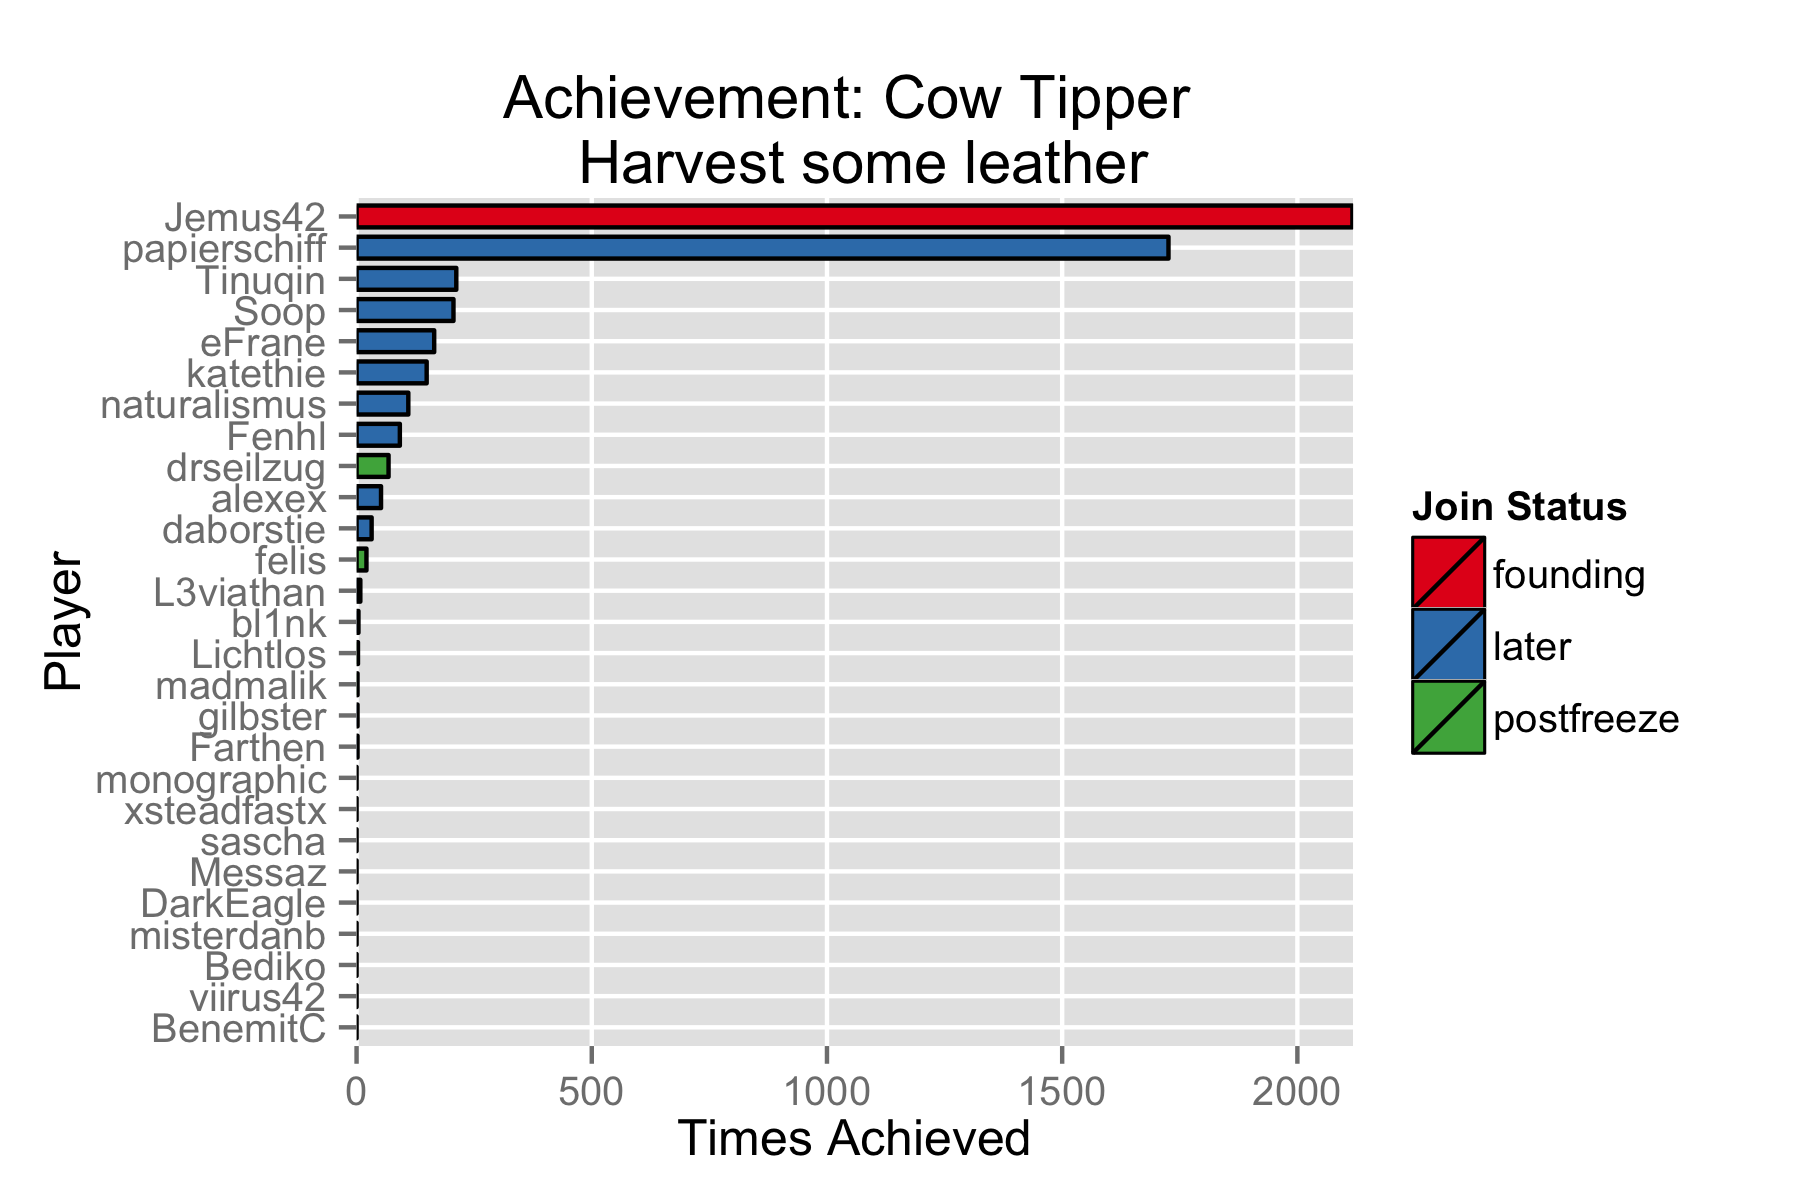 Achievement: Cow Tipper
Harvest some leather
Player
Jemus42
papierschiff
Tinuqin
Soop
eFrane
katethie
naturalismus
Fenhl
drseilzug
alexex
daborstie
felis
L3viathan
bl1nk
Lichtlos
madmalik
gilbster
Farthen
monographic
xsteadfastx
sascha
Messaz
DarkEagle
misterdanb
Bediko
viirus42
BenemitC
0 500 1000 1500 2000
Times Achieved
Join Status
founding
later
postfreeze